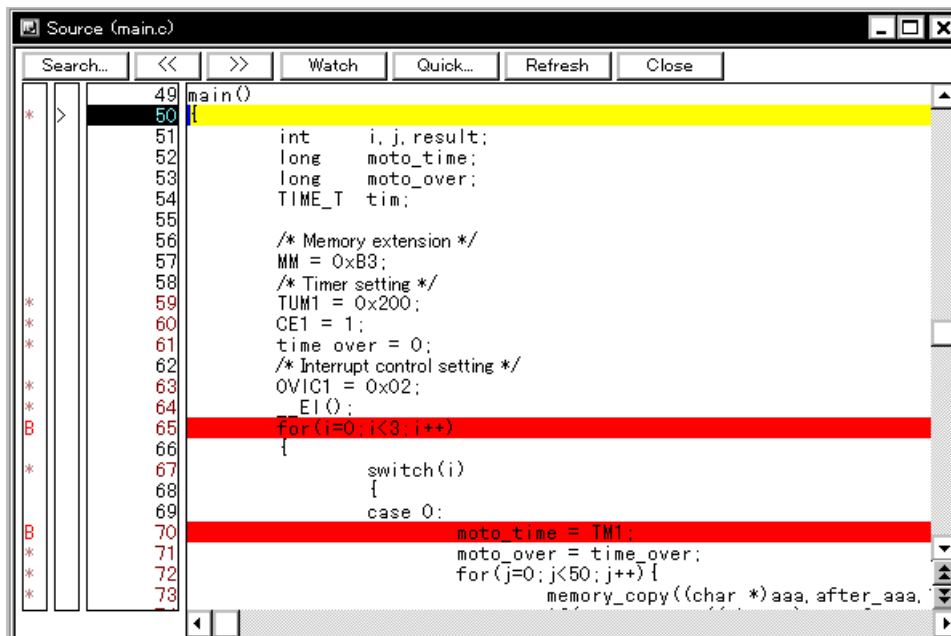 Source (main.c)
Search... << >> Watch Quick... Refresh Close
49 main()
* > 50 {
51 int i, j, result;
52 long moto_time;
53 long moto_over;
54 TIME_T tim;
55
56 /* Memory extension */
57 MM = 0xB3;
58 /* Timer setting */
* 59 TUM1 = 0x200;
* 60 CE1 = 1;
* 61 time_over = 0;
62 /* Interrupt control setting */
* 63 OVIC1 = 0x02;
* 64 __EI();
B 65 for(i=0;i<3;i++)
66 {
* 67 switch(i)
68 {
69 case 0:
B 70 moto_time = TM1;
* 71 moto_over = time_over;
* 72 for(j=0;j<50;j++){
* 73 memory_copy((char *)aaa,after_aaa,